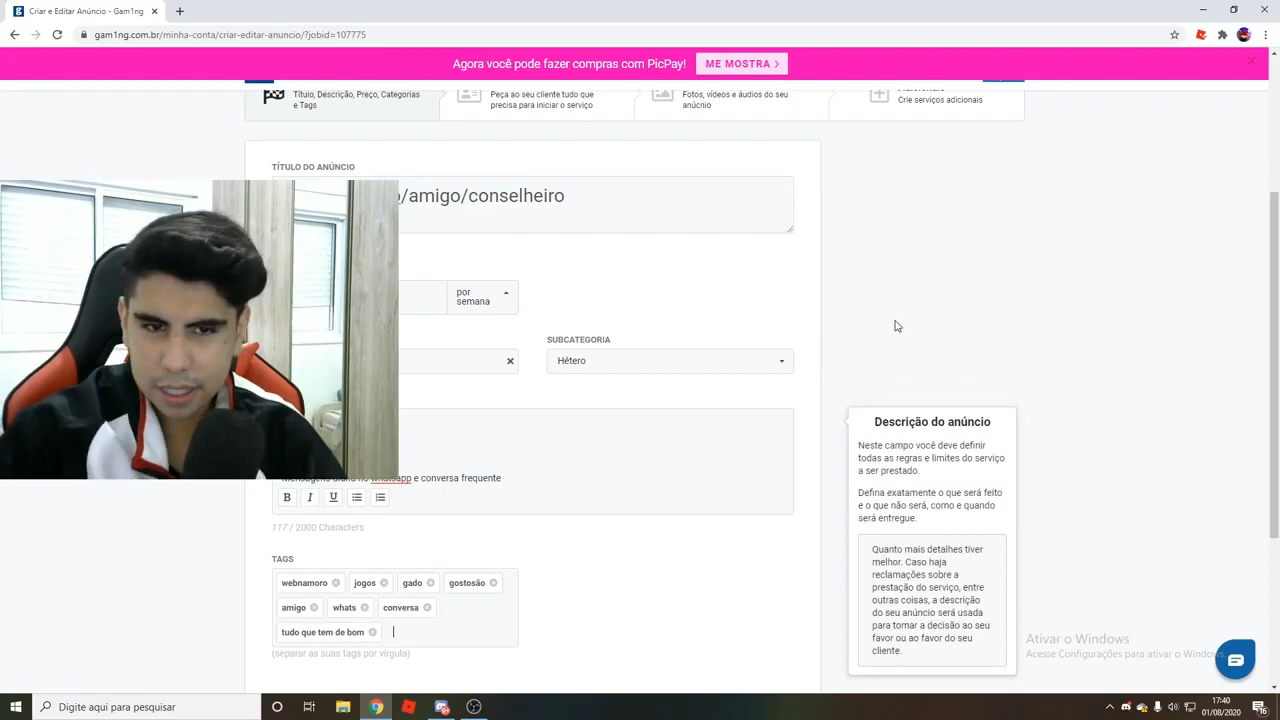 Criar e Editar Anúncio - Gam1ng
gam1ng.com.br/minha-conta/criar-editar-anuncio/?jobid=107775
Agora você pode fazer compras com PicPay!
ME MOSTRA >
Título, Descrição, Preço, Categorias
e Tags
Peça ao seu cliente tudo que
precisa para iniciar o serviço
Fotos, vídeos e áudios do seu
anúcnio
Adicionais
Crie serviços adicionais
TÍTULO DO ANÚNCIO
/amigo/conselheiro
por
semana
SUBCATEGORIA
Hétero
whatsapp e conversa frequente
B I U
117 / 2000 Characters
TAGS
webnamoro
jogos
gado
gostosão
amigo
whats
conversa
tudo que tem de bom
(separar as suas tags por vírgula)
Descrição do anúncio
Neste campo você deve definir
todas as regras e limites do serviço
a ser prestado.
Defina exatamente o que será feito
e o que não será, como e quando
será entregue.
Quanto mais detalhes tiver
melhor. Caso haja
reclamações sobre a
prestação do serviço, entre
outras coisas, a descrição
do seu anúncio será usada
para tomar a decisão ao seu
favor ou ao favor do seu
cliente.
Ativar o Windows
Acesse Configurações para ativar o Windows.
Digite aqui para pesquisar
17:40
01/08/2020
16